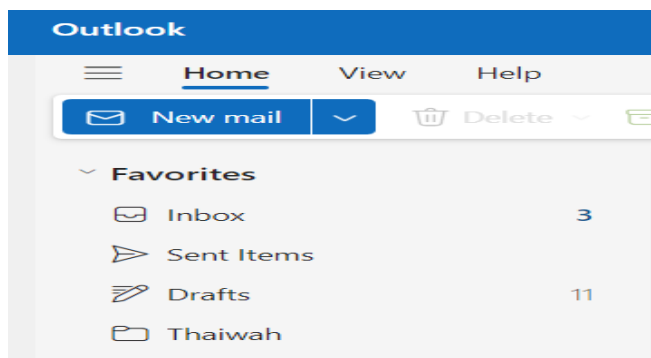 Outlook
Home View Help
New mail Delete
Favorites
Inbox 3
Sent Items
Drafts 11
Thaiwah